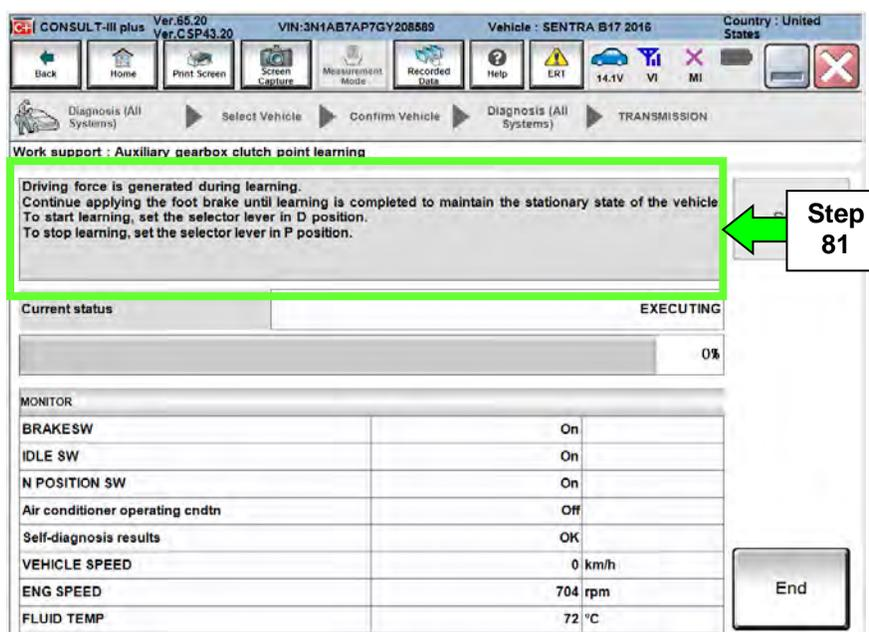 CONSULT-III plus Ver.65.20 VIN:3N1AB7AP7GY208589 Vehicle : SENTRA B17 2016 Country : United
Ver.CSP43.20 States
Back Home Print Screen Screen Capture Measurement Mode Recorded Data Help ERT 14.1V VI MI
Diagnosis (All Systems) Select Vehicle Confirm Vehicle Diagnosis (All Systems) TRANSMISSION
Work support : Auxiliary gearbox clutch point learning
Driving force is generated during learning.
Continue applying the foot brake until learning is completed to maintain the stationary state of the vehicle
To start learning, set the selector lever in D position.
To stop learning, set the selector lever in P position.
Step
81
Current status EXECUTING
0%
MONITOR
BRAKESW On
IDLE SW On
N POSITION SW On
Air conditioner operating cndtn Off
Self-diagnosis results OK
VEHICLE SPEED 0 km/h
ENG SPEED 704 rpm
FLUID TEMP 72 °C
End